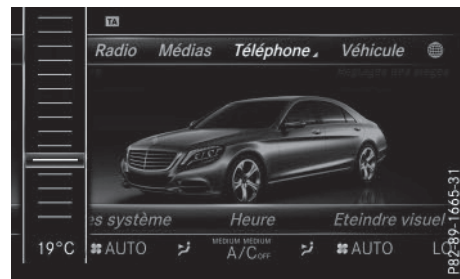 TA
Radio Médias Téléphone Véhicule
es système Heure Eteindre visuel
19°C AUTO MEDIUM MEDIUM A/C OFF AUTO LO
P82-89-1665-31